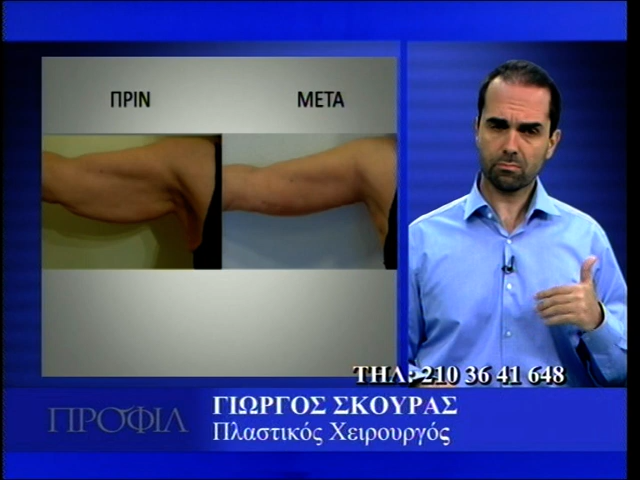 ΠΡΙΝ
ΜΕΤΑ
ΤΗΛ: 210 36 41 648
ΠΡΟΦΙΛ
ΓΙΩΡΓΟΣ ΣΚΟΥΡΑΣ
Πλαστικός Χειρουργός